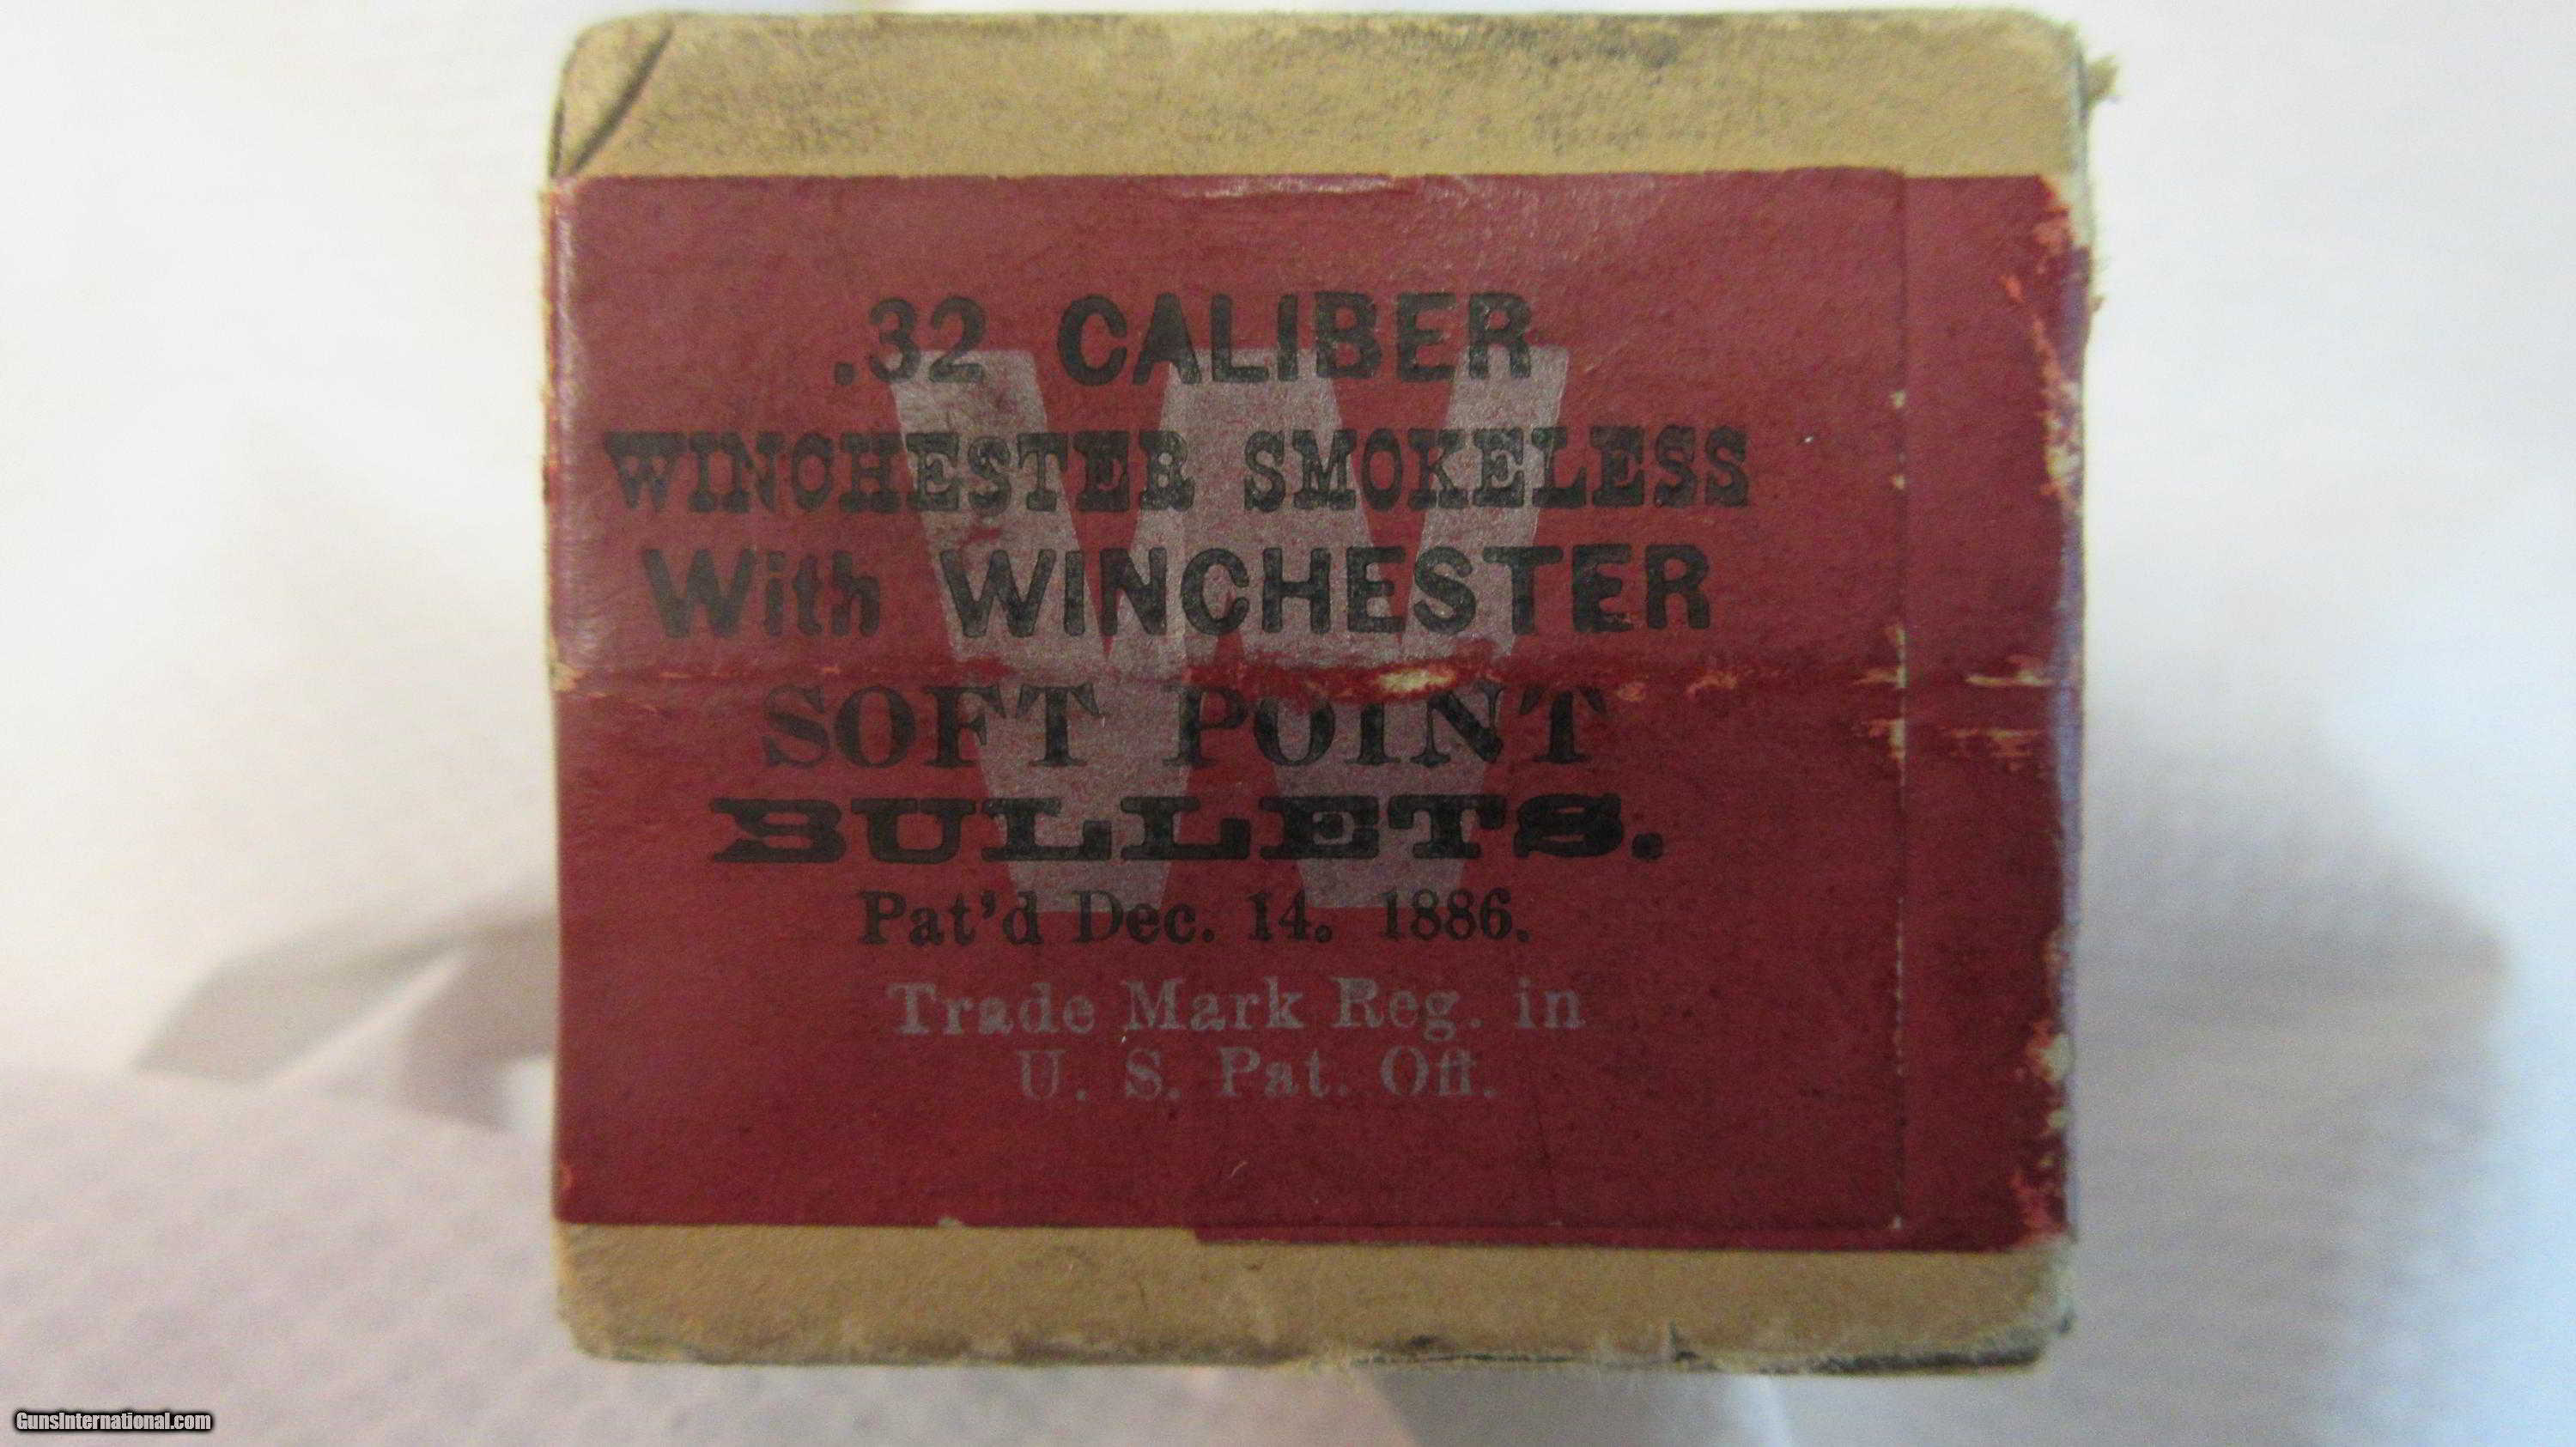 .32 CALIBER
WINCHESTER SMOKELESS
With WINCHESTER
SOFT POINT
BULLETS.
Pat'd Dec. 14. 1886.
Trade Mark Reg. in
U. S. Pat. Off.
W
GunsInternational.com